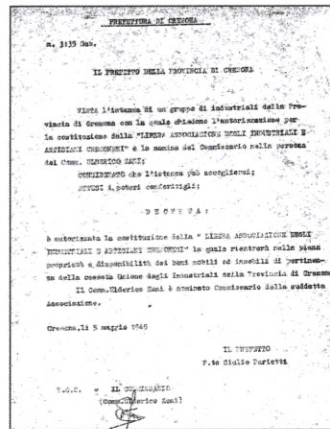 PREFETTURA DI CREMONA
n. 3135 Gab.
IL PREFETTO DELLA PROVINCIA DI CREMONA
VISTA l'istanza di un gruppo di industriali della Pro-
vincia di Cremona con la quale chiedono l'autorizzazione per
la costituzione della "LIBERA ASSOCIAZIONE DEGLI INDUSTRIALI E
ARTIGIANI CREMONESI" e la nomina del Commissario nella persona
del Comm. ULDERICO ZANI;
CONSIDERATO che l'istanza può accogliersi;
ATTESI i poteri conferitigli;
-D E C R E T A:
è autorizzata la costituzione della " LIBERA ASSOCIAZIONE DEGLI
INDUSTRIALI E ARTIGIANI CREMONESI" la quale rientrerà nella piena
proprietà e disponibilità dei beni mobili ed immobili di pertinen-
za della cessata Unione degli Industriali della Provincia di Cremona
Il Comm. Ulderico Zani è nominato Commissario della suddetta
Associazione.
Cremona, li 5 maggio 1945
IL PREFETTO
F.to Giulio
IL COMMISSARIO
(Comm. Ulderico Zani)